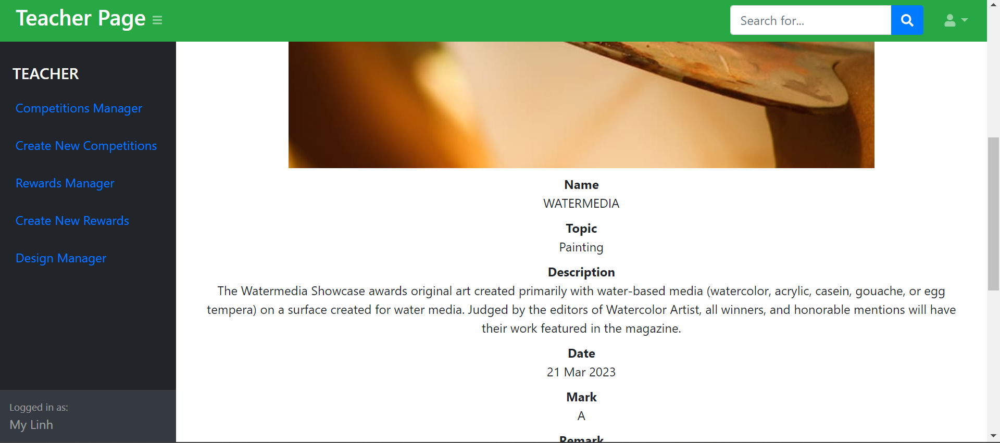 Teacher Page
Search for...
TEACHER
Competitions Manager
Create New Competitions
Rewards Manager
Create New Rewards
Design Manager
Logged in as:
My Linh
Name
WATERMEDIA
Topic
Painting
Description
The Watermedia Showcase awards original art created primarily with water-based media (watercolor, acrylic, casein, gouache, or egg
tempera) on a surface created for water media. Judged by the editors of Watercolor Artist, all winners, and honorable mentions will have
their work featured in the magazine.
Date
21 Mar 2023
Mark
A
Remark